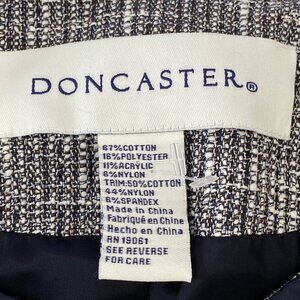 DONCASTER®
67%COTTON
16%POLYESTER
11%ACRYLIC
6%NYLON
TRIM:50%COTTON
44%NYLON
6%SPANDEX
Made in China
Fabriqué en Chine
Hecho en China
RN 19061
SEE REVERSE
FOR CARE